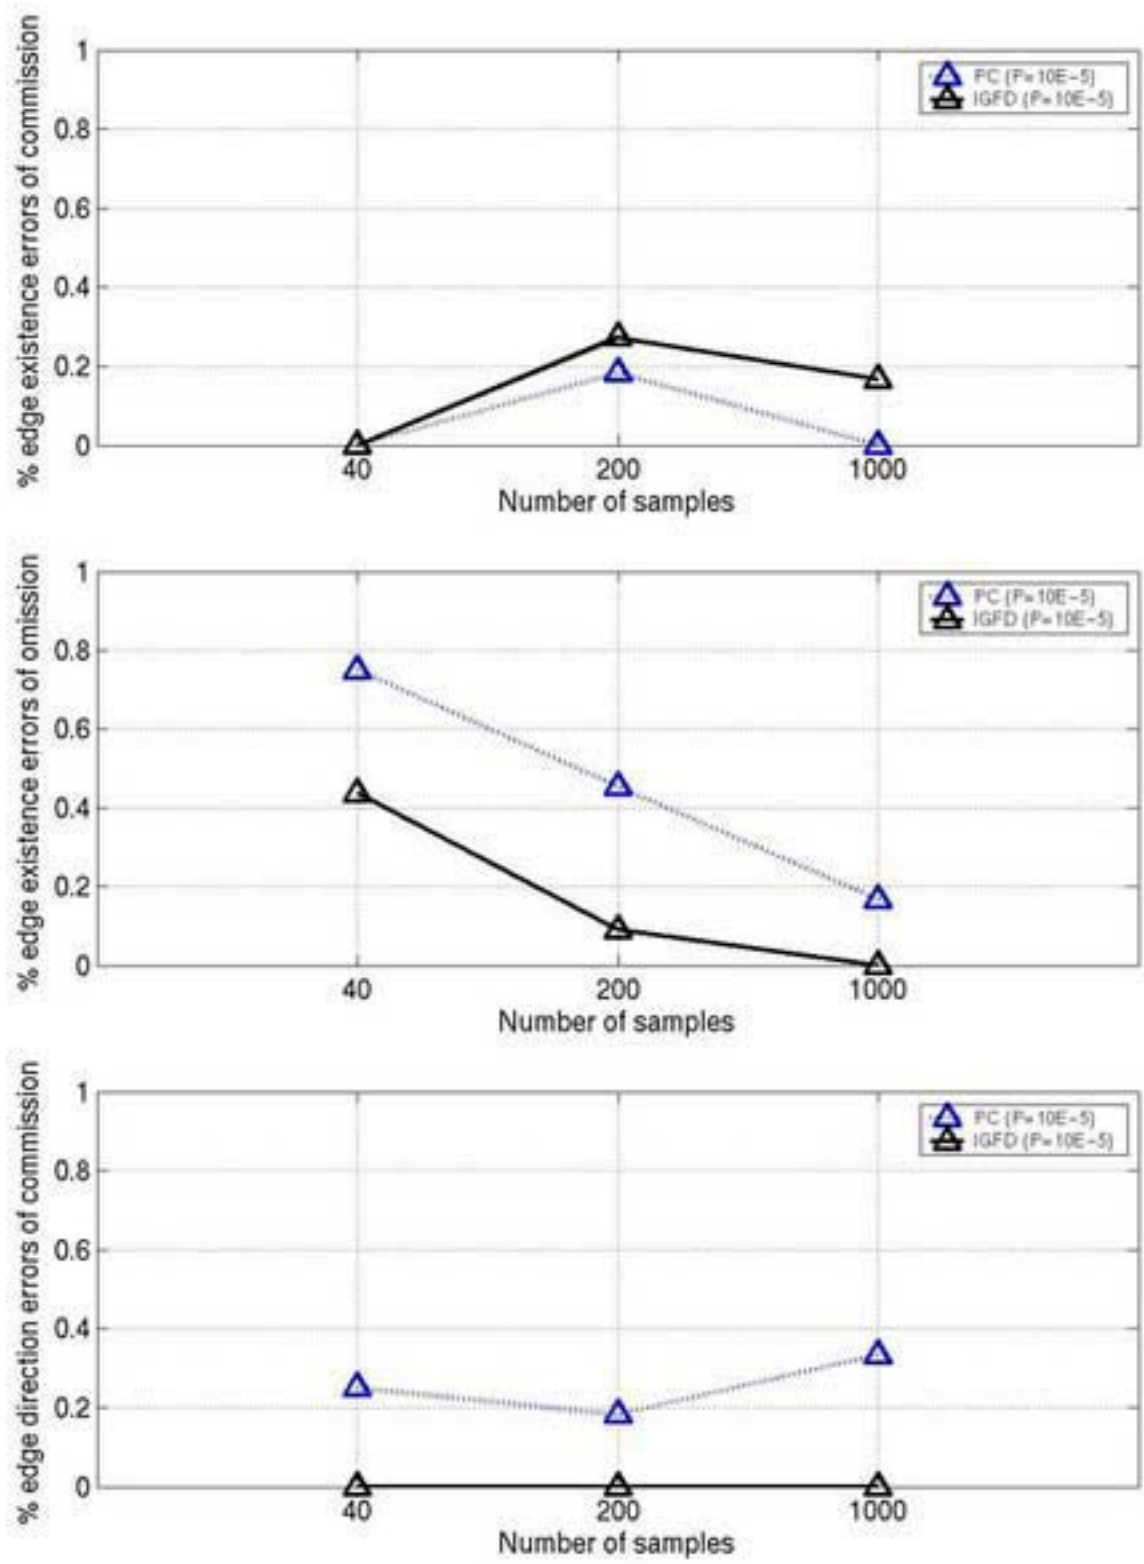 % edge existence errors of commission
1
0.8
0.6
0.4
0.2
0
PC (P=10E-5)
IGFD (P=10E-5)
40 200 1000
Number of samples
% edge existence errors of omission
1
0.8
0.6
0.4
0.2
0
PC (P=10E-5)
IGFD (P=10E-5)
40 200 1000
Number of samples
% edge direction errors of commission
1
0.8
0.6
0.4
0.2
0
PC (P=10E-5)
IGFD (P=10E-5)
40 200 1000
Number of samples